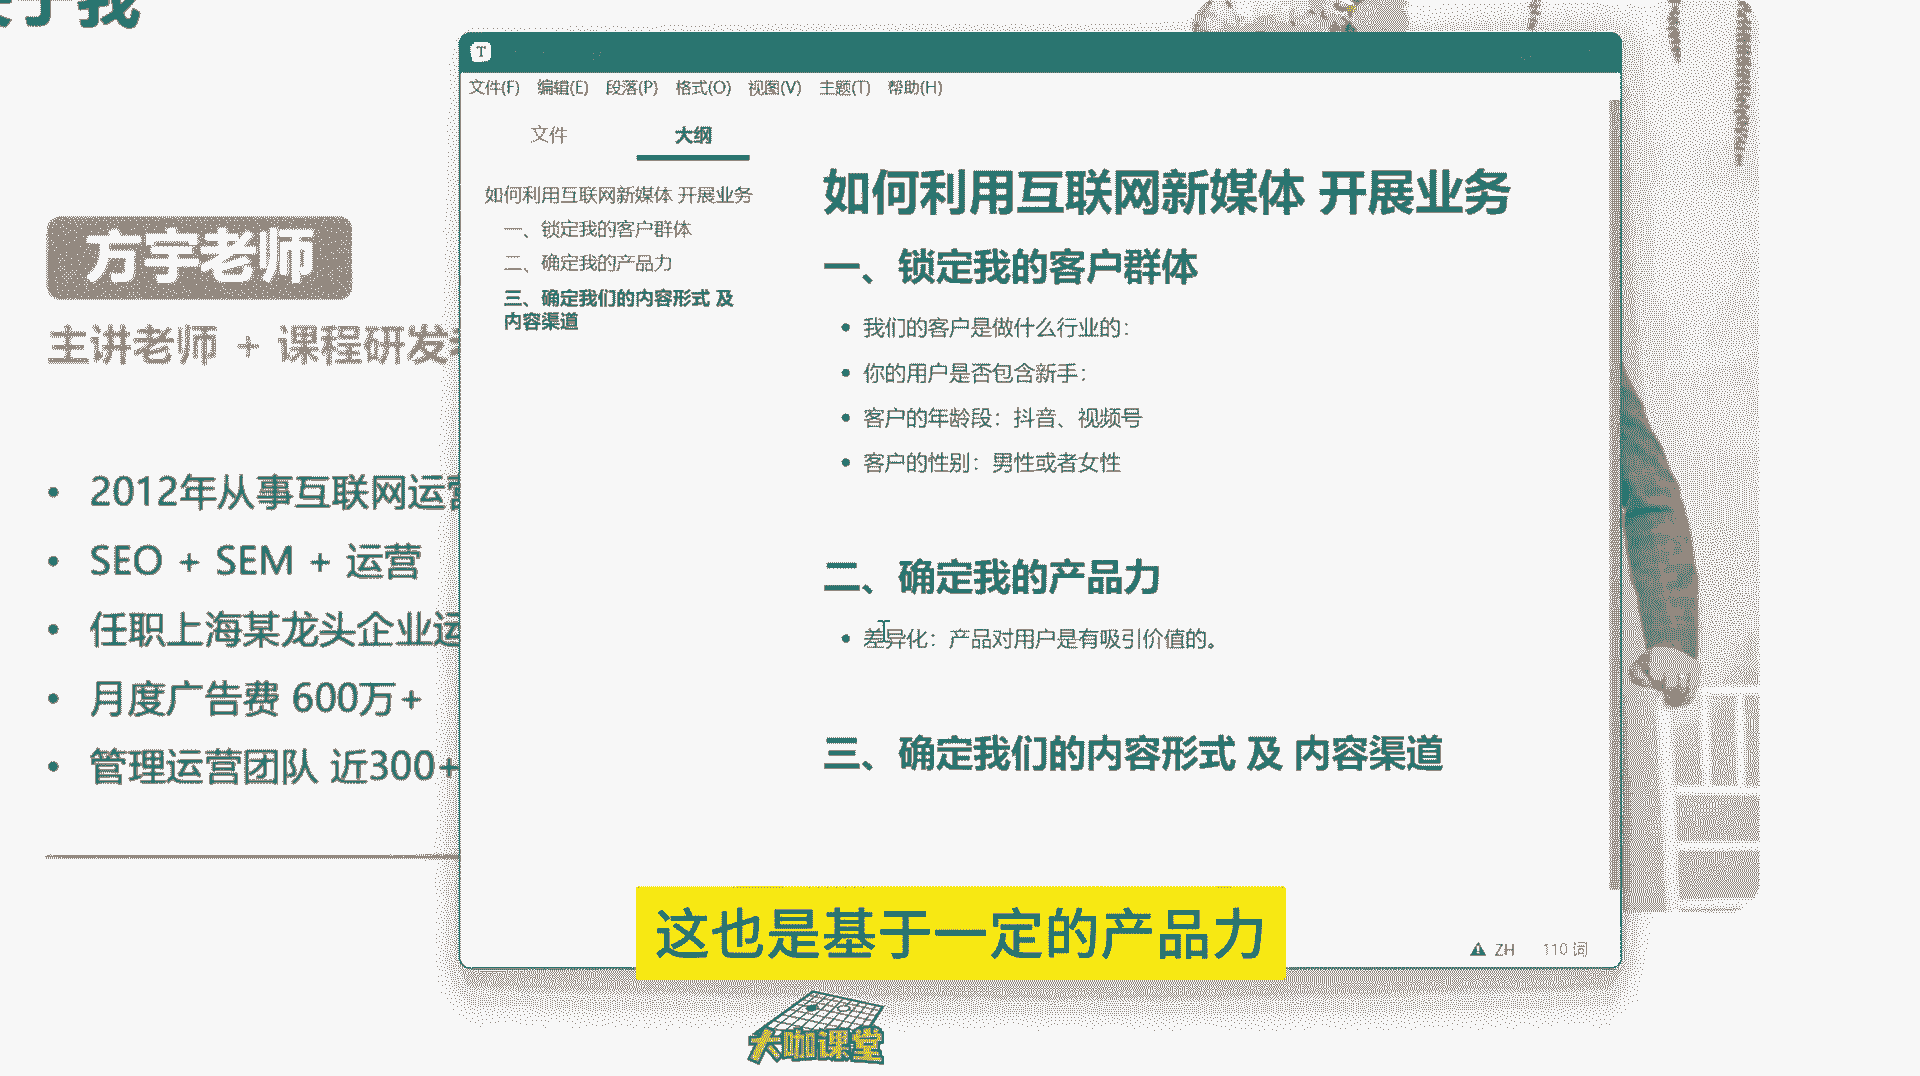 关于我
方宇老师
主讲老师 + 课程研发
2012年从事互联网运营
SEO + SEM + 运营
任职上海某龙头企业运
月度广告费 600万+
管理运营团队 近300+
T
文件(F) 编辑(E) 段落(P) 格式(O) 视图(V) 主题(T) 帮助(H)
文件 大纲
如何利用互联网新媒体 开展业务
一、锁定我的客户群体
二、确定我的产品力
三、确定我们的内容形式 及
内容渠道
如何利用互联网新媒体 开展业务
一、锁定我的客户群体
我们的客户是做什么行业的：
你的用户是否包含新手：
客户的年龄段：抖音、视频号
客户的性别：男性或者女性
二、确定我的产品力
差异化：产品对用户是有吸引价值的。
三、确定我们的内容形式 及 内容渠道
ZH 110 词
这也是基于一定的产品力
大咖课堂